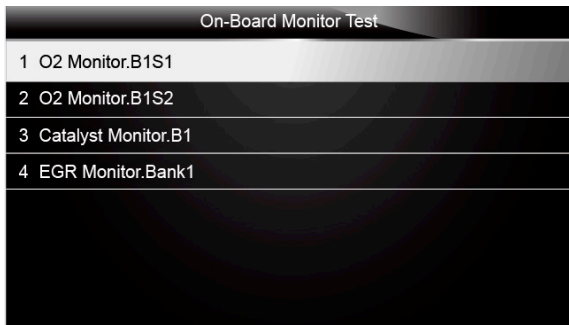 On-Board Monitor Test
1 O2 Monitor.B1S1
2 O2 Monitor.B1S2
3 Catalyst Monitor.B1
4 EGR Monitor.Bank1